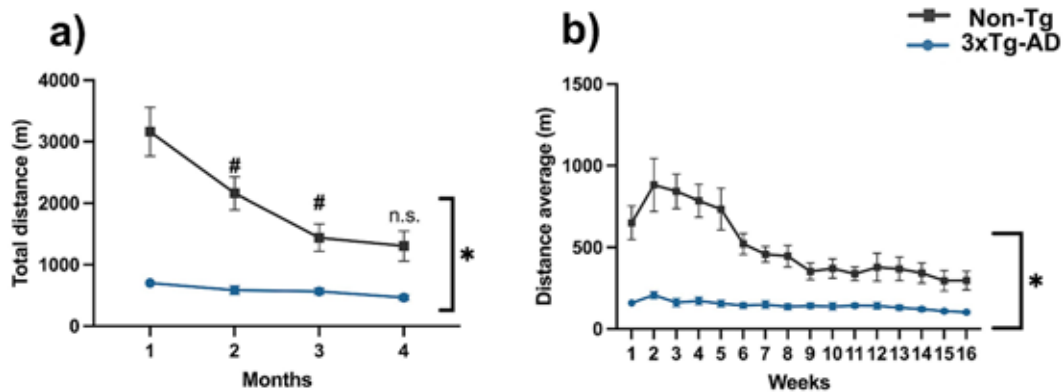 a)
Total distance (m)
4000
3000
2000
1000
0
#
#
n.s.
*
1 2 3 4
Months
b)
Non-Tg
3xTg-AD
Distance average (m)
1500
1000
500
0
*
1 2 3 4 5 6 7 8 9 10 11 12 13 14 15 16
Weeks